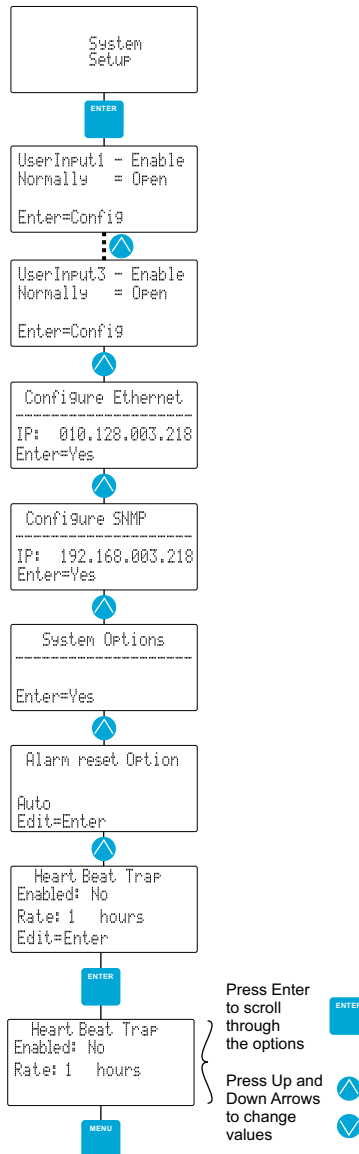 System
Setup
ENTER
UserInput1 - Enable
Normally = Open
Enter=Config
UserInput3 - Enable
Normally = Open
Enter=Config
Configure Ethernet
IP: 010.128.003.218
Enter=Yes
Configure SNMP
IP: 192.168.003.218
Enter=Yes
System Options
Enter=Yes
Alarm reset Option
Auto
Edit=Enter
Heart Beat Trap
Enabled: No
Rate: 1 hours
Edit=Enter
ENTER
Heart Beat Trap
Enabled: No
Rate: 1 hours
Press Enter
to scroll
through
the options
ENTER
Press Up and
Down Arrows
to change
values
MENU